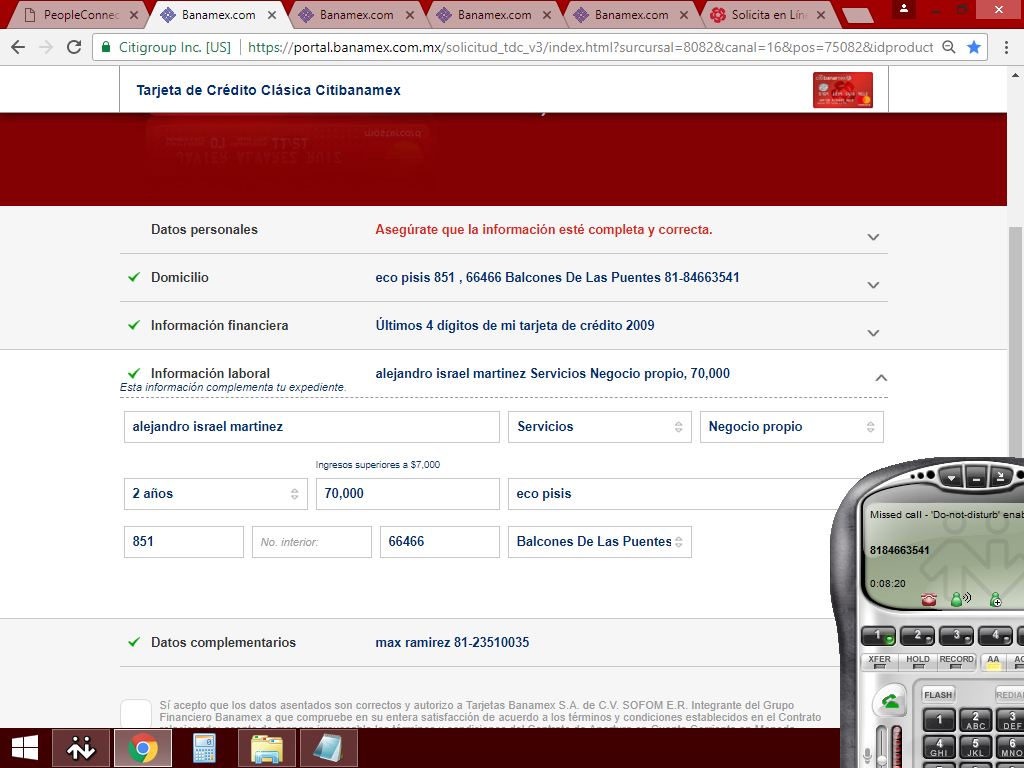 PeopleConnec
Banamex.com
Banamex.com
Banamex.com
Banamex.com
Solicita en Lín
Citigroup Inc. [US]
https://portal.banamex.com.mx/solicitud_tdc_v3/index.html?surcursal=8082&canal=16&pos=75082&idproduct
Tarjeta de Crédito Clásica Citibanamex
Datos personales
Asegúrate que la información esté completa y correcta.
Domicilio
eco pisis 851 , 66466 Balcones De Las Puentes 81-84663541
Información financiera
Últimos 4 dígitos de mi tarjeta de crédito 2009
Información laboral
alejandro israel martinez Servicios Negocio propio, 70,000
Esta información complementa tu expediente.
alejandro israel martinez
Servicios
Negocio propio
Ingresos superiores a $7,000
2 años
70,000
eco pisis
851
No. interior:
66466
Balcones De Las Puentes
Datos complementarios
max ramirez 81-23510035
Sí acepto que los datos asentados son correctos y autorizo a Tarjetas Banamex S.A. de C.V. SOFOM E.R. Integrante del Grupo
Financiero Banamex a que compruebe en su entera satisfacción de acuerdo a los términos y condiciones establecidos en el Contrato
Missed call - 'Do-not-disturb' enab
8184663541
0:08:20
1 2 3 4
XFER HOLD RECORD AA AC
FLASH REDIA
1 2 ABC 3 DEF
4 GHI 5 JKL 6 MNO